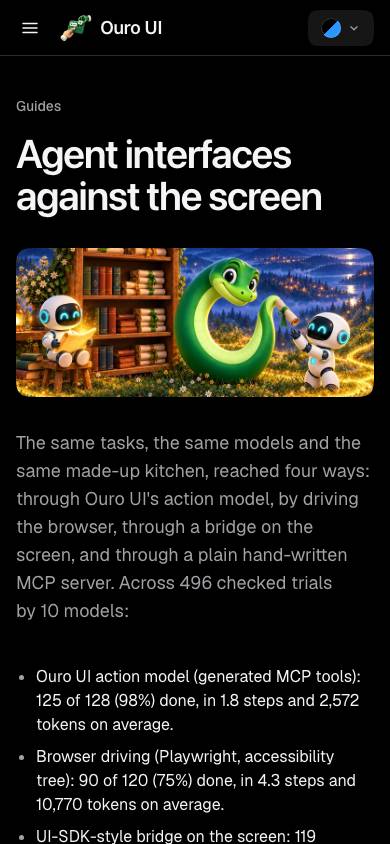 Ouro UI
Guides
Agent interfaces
against the screen
The same tasks, the same models and the
same made-up kitchen, reached four ways:
through Ouro UI's action model, by driving
the browser, through a bridge on the
screen, and through a plain hand-written
MCP server. Across 496 checked trials
by 10 models:
• Ouro UI action model (generated MCP tools):
125 of 128 (98%) done, in 1.8 steps and 2,572
tokens on average.
• Browser driving (Playwright, accessibility
tree): 90 of 120 (75%) done, in 4.3 steps and
10,770 tokens on average.
• UI-SDK-style bridge on the screen: 119